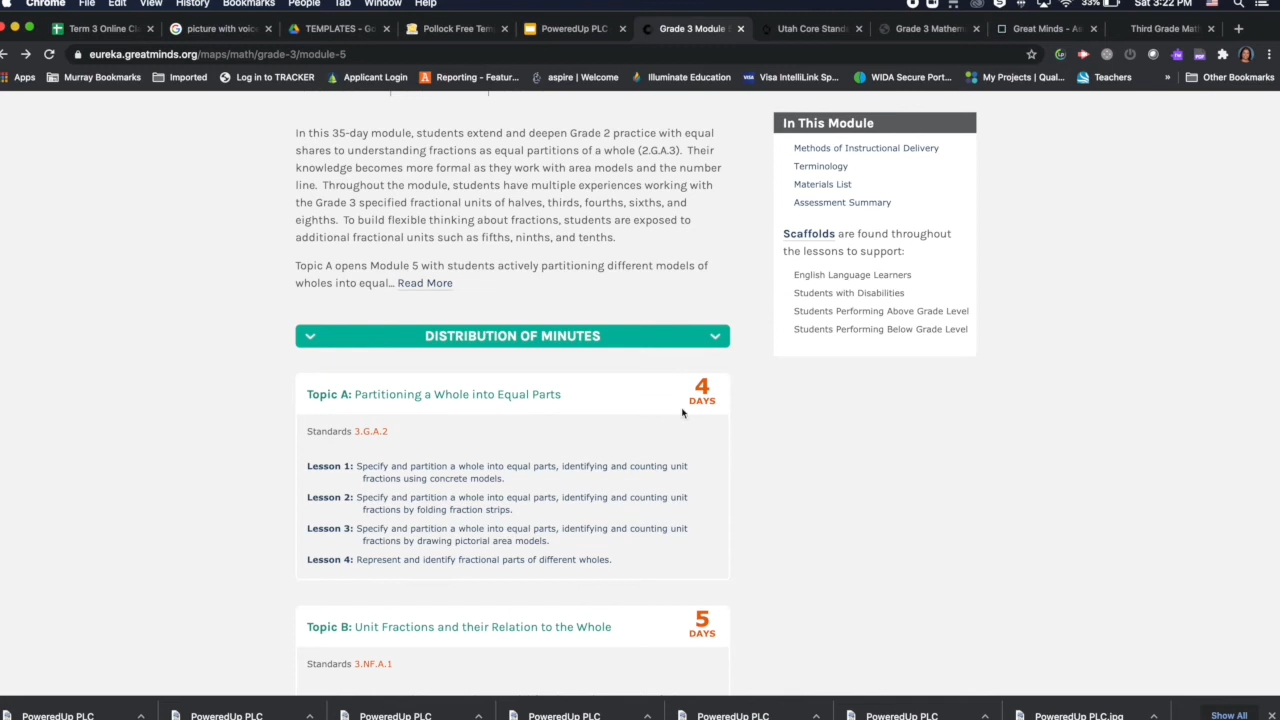 Chrome File Edit View History Bookmarks People Tab Window Help 33% Sat 3:22 PM
Term 3 Online Cl picture with voice TEMPLATES – Go Pollock Free Tem PoweredUp PLC Grade 3 Module Utah Core Stand Grade 3 Mathem Great Minds - As Third Grade Math
eureka.greatminds.org/maps/math/grade-3/module-5
Apps Murray Bookmarks Imported Log in to TRACKER Applicant Login Reporting - Featur... aspire | Welcome Illuminate Education Visa IntelliLink Sp... WIDA Secure Port... My Projects | Qual... Teachers » Other Bookmarks
In this 35-day module, students extend and deepen Grade 2 practice with equal
shares to understanding fractions as equal partitions of a whole (2.G.A.3). Their
knowledge becomes more formal as they work with area models and the number
line. Throughout the module, students have multiple experiences working with
the Grade 3 specified fractional units of halves, thirds, fourths, sixths, and
eighths. To build flexible thinking about fractions, students are exposed to
additional fractional units such as fifths, ninths, and tenths.
Topic A opens Module 5 with students actively partitioning different models of
wholes into equal... Read More
DISTRIBUTION OF MINUTES
Topic A: Partitioning a Whole into Equal Parts
4
DAYS
Standards 3.G.A.2
Lesson 1: Specify and partition a whole into equal parts, identifying and counting unit
fractions using concrete models.
Lesson 2: Specify and partition a whole into equal parts, identifying and counting unit
fractions by folding fraction strips.
Lesson 3: Specify and partition a whole into equal parts, identifying and counting unit
fractions by drawing pictorial area models.
Lesson 4: Represent and identify fractional parts of different wholes.
Topic B: Unit Fractions and their Relation to the Whole
5
DAYS
Standards 3.NF.A.1
In This Module
Methods of Instructional Delivery
Terminology
Materials List
Assessment Summary
Scaffolds are found throughout
the lessons to support:
English Language Learners
Students with Disabilities
Students Performing Above Grade Level
Students Performing Below Grade Level
PoweredUp PLC PoweredUp PLC PoweredUp PLC PoweredUp PLC PoweredUp PLC PoweredUp PLC PoweredUp PLC.jpg Show All